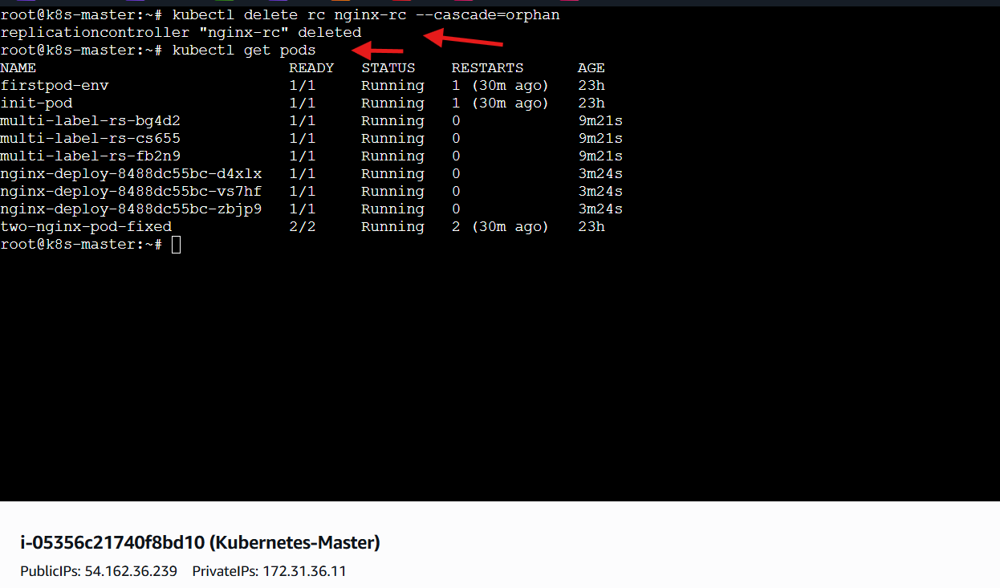 root@k8s-master:~# kubectl delete rc nginx-rc --cascade=orphan
replicationcontroller "nginx-rc" deleted
root@k8s-master:~# kubectl get pods
NAME READY STATUS RESTARTS AGE
firstpod-env 1/1 Running 1 (30m ago) 23h
init-pod 1/1 Running 1 (30m ago) 23h
multi-label-rs-bg4d2 1/1 Running 0 9m21s
multi-label-rs-cs655 1/1 Running 0 9m21s
multi-label-rs-fb2n9 1/1 Running 0 9m21s
nginx-deploy-8488dc55bc-d4xlx 1/1 Running 0 3m24s
nginx-deploy-8488dc55bc-vs7hf 1/1 Running 0 3m24s
nginx-deploy-8488dc55bc-zbjp9 1/1 Running 0 3m24s
two-nginx-pod-fixed 2/2 Running 2 (30m ago) 23h
root@k8s-master:~#
i-05356c21740f8bd10 (Kubernetes-Master)
PublicIPs: 54.162.36.239 PrivateIPs: 172.31.36.11